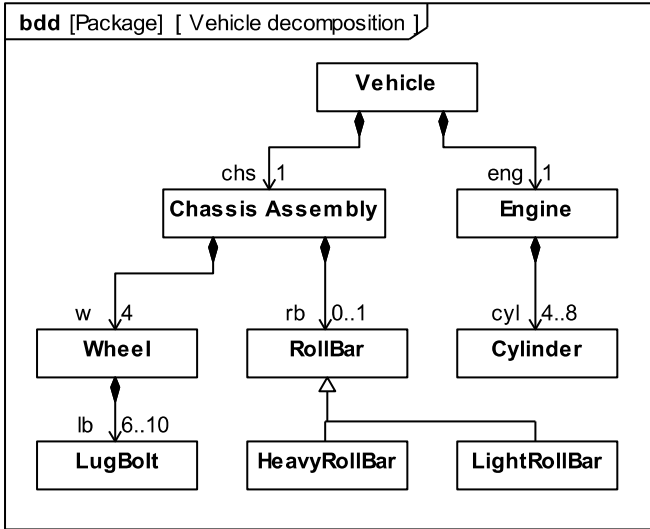 bdd [Package] [ Vehicle decomposition ]
Vehicle
chs 1
eng 1
Chassis Assembly
Engine
w 4
rb 0..1
cyl 4..8
Wheel
RollBar
Cylinder
lb 6..10
LugBolt
HeavyRollBar
LightRollBar